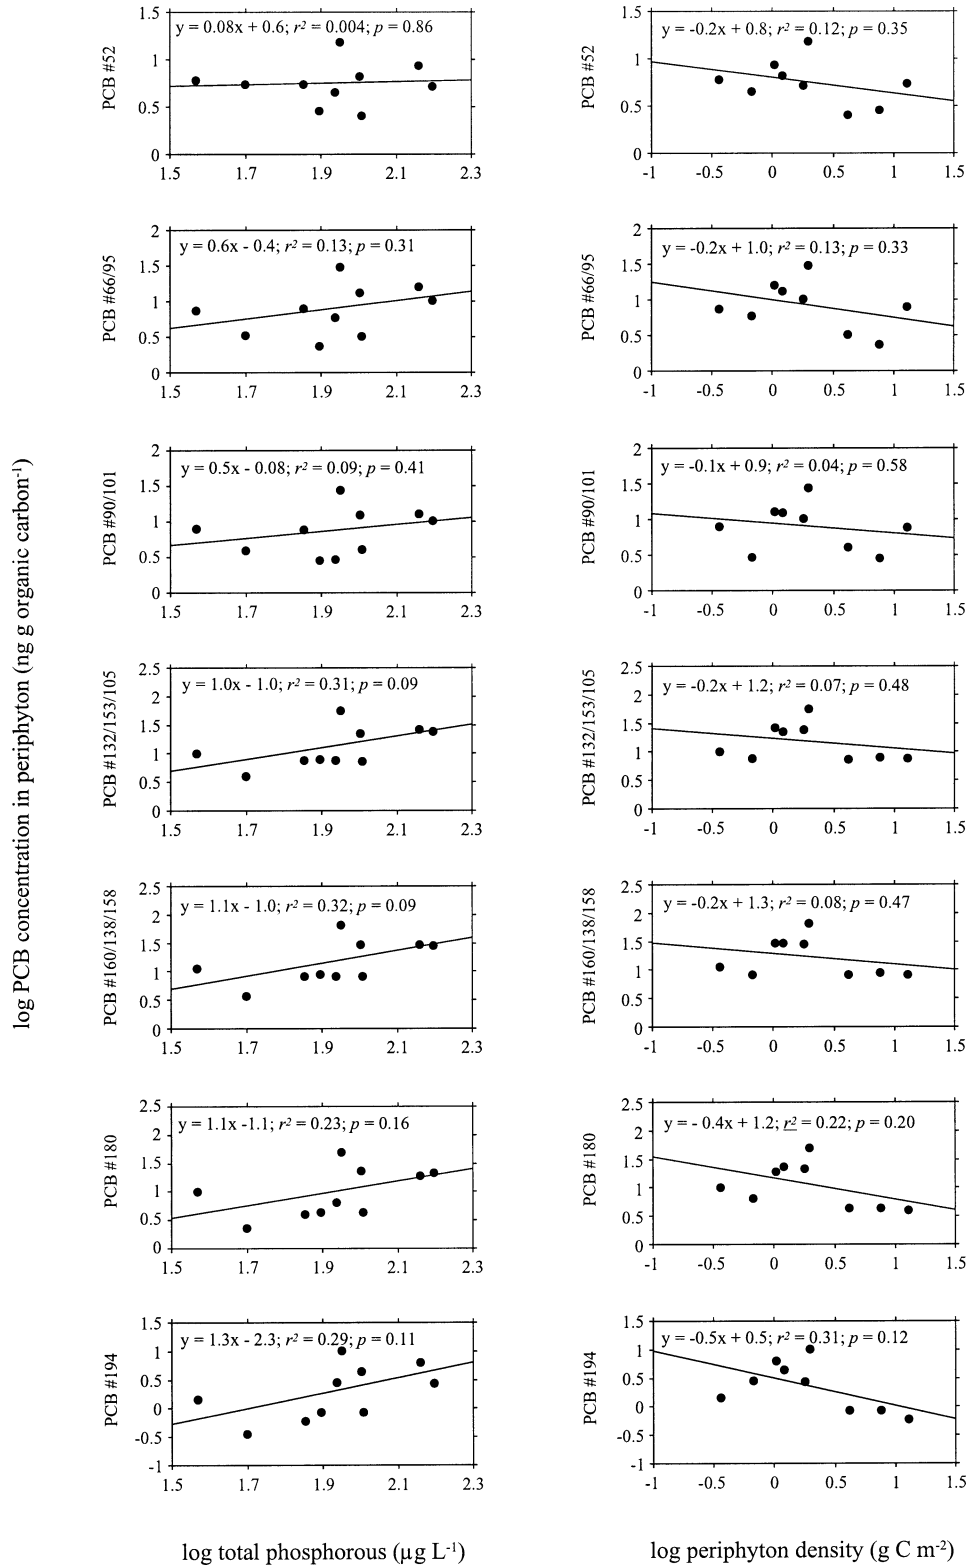 log PCB concentration in periphyton (ng g organic carbon-1)
PCB #52
y = 0.08x + 0.6; r2 = 0.004; p = 0.86
1.5
1
0.5
0
1.5 1.7 1.9 2.1 2.3
PCB #52
y = -0.2x + 0.8; r2 = 0.12; p = 0.35
1.5
1
0.5
0
-1 -0.5 0 0.5 1 1.5
PCB #66/95
y = 0.6x - 0.4; r2 = 0.13; p = 0.31
2
1.5
1
0.5
0
1.5 1.7 1.9 2.1 2.3
PCB #66/95
y = -0.2x + 1.0; r2 = 0.13; p = 0.33
2
1.5
1
0.5
0
-1 -0.5 0 0.5 1 1.5
PCB #90/101
y = 0.5x - 0.08; r2 = 0.09; p = 0.41
2
1.5
1
0.5
0
1.5 1.7 1.9 2.1 2.3
PCB #90/101
y = -0.1x + 0.9; r2 = 0.04; p = 0.58
2
1.5
1
0.5
0
-1 -0.5 0 0.5 1 1.5
PCB #132/153/105
y = 1.0x - 1.0; r2 = 0.31; p = 0.09
2.5
2
1.5
1
0.5
0
1.5 1.7 1.9 2.1 2.3
PCB #132/153/105
y = -0.2x + 1.2; r2 = 0.07; p = 0.48
2.5
2
1.5
1
0.5
0
-1 -0.5 0 0.5 1 1.5
PCB #160/138/158
y = 1.1x - 1.0; r2 = 0.32; p = 0.09
2.5
2
1.5
1
0.5
0
1.5 1.7 1.9 2.1 2.3
PCB #160/138/158
y = -0.2x + 1.3; r2 = 0.08; p = 0.47
2.5
2
1.5
1
0.5
0
-1 -0.5 0 0.5 1 1.5
PCB #180
y = 1.1x -1.1; r2 = 0.23; p = 0.16
2.5
2
1.5
1
0.5
0
1.5 1.7 1.9 2.1 2.3
PCB #180
y = - 0.4x + 1.2; r2 = 0.22; p = 0.20
2.5
2
1.5
1
0.5
0
-1 -0.5 0 0.5 1 1.5
PCB #194
y = 1.3x - 2.3; r2 = 0.29; p = 0.11
1.5
1
0.5
0
-0.5
-1
1.5 1.7 1.9 2.1 2.3
PCB #194
y = -0.5x + 0.5; r2 = 0.31; p = 0.12
1.5
1
0.5
0
-0.5
-1
-1 -0.5 0 0.5 1 1.5
log total phosphorous (µg L-1)
log periphyton density (g C m-2)